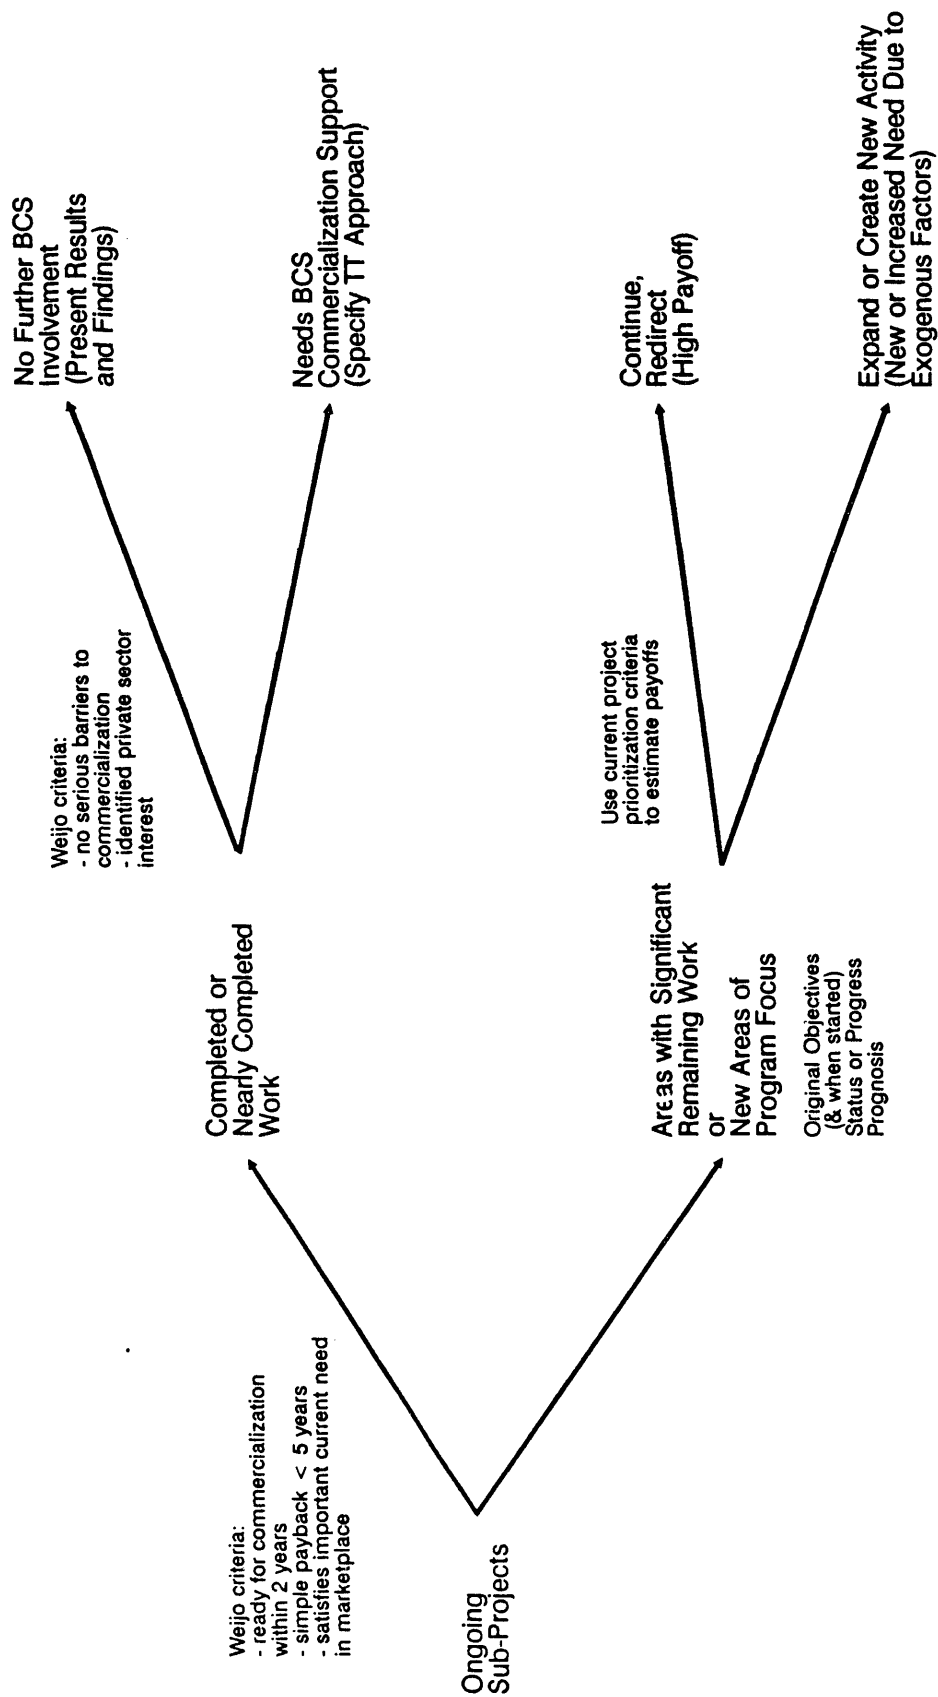 Ongoing
Sub-Projects
Weijo criteria:
- ready for commercialization
within 2 years
- simple payback < 5 years
- satisfies important current need
in marketplace
Completed or
Nearly Completed
Work
Weijo criteria:
- no serious barriers to
commercialization
- identified private sector
interest
No Further BCS
Involvement
(Present Results
and Findings)
Needs BCS
Commercialization Support
(Specify TT Approach)
Areas with Significant
Remaining Work
or
New Areas of
Program Focus
Original Objectives
(& when started)
Status or Progress
Prognosis
Use current project
prioritization criteria
to estimate payoffs
Continue,
Redirect
(High Payoff)
Expand or Create New Activity
(New or Increased Need Due to
Exogenous Factors)